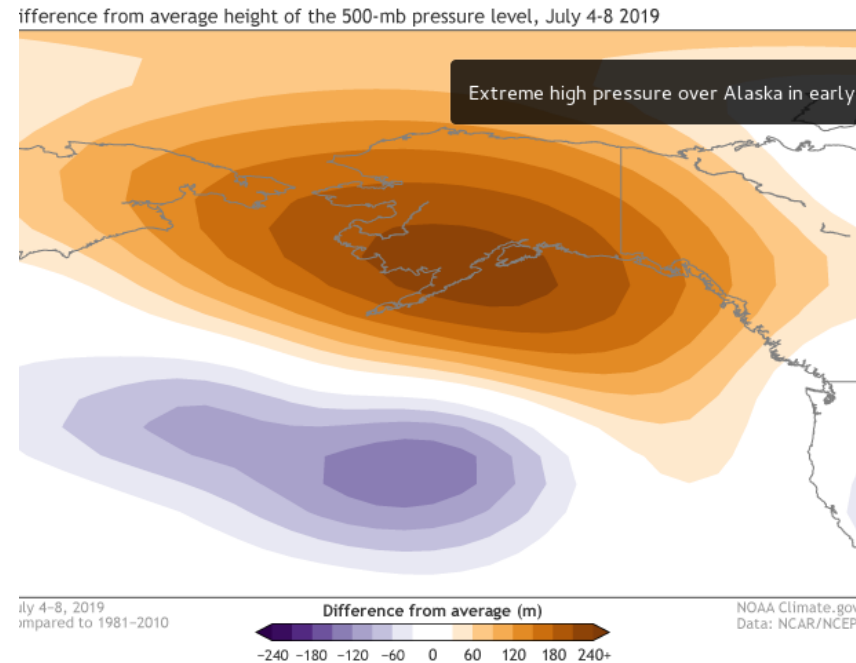 ifference from average height of the 500-mb pressure level, July 4-8 2019
Extreme high pressure over Alaska in early
uly 4–8, 2019
ompared to 1981–2010
Difference from average (m)
−240 −180 −120 −60 0 60 120 180 240+
NOAA Climate.gov
Data: NCAR/NCEP